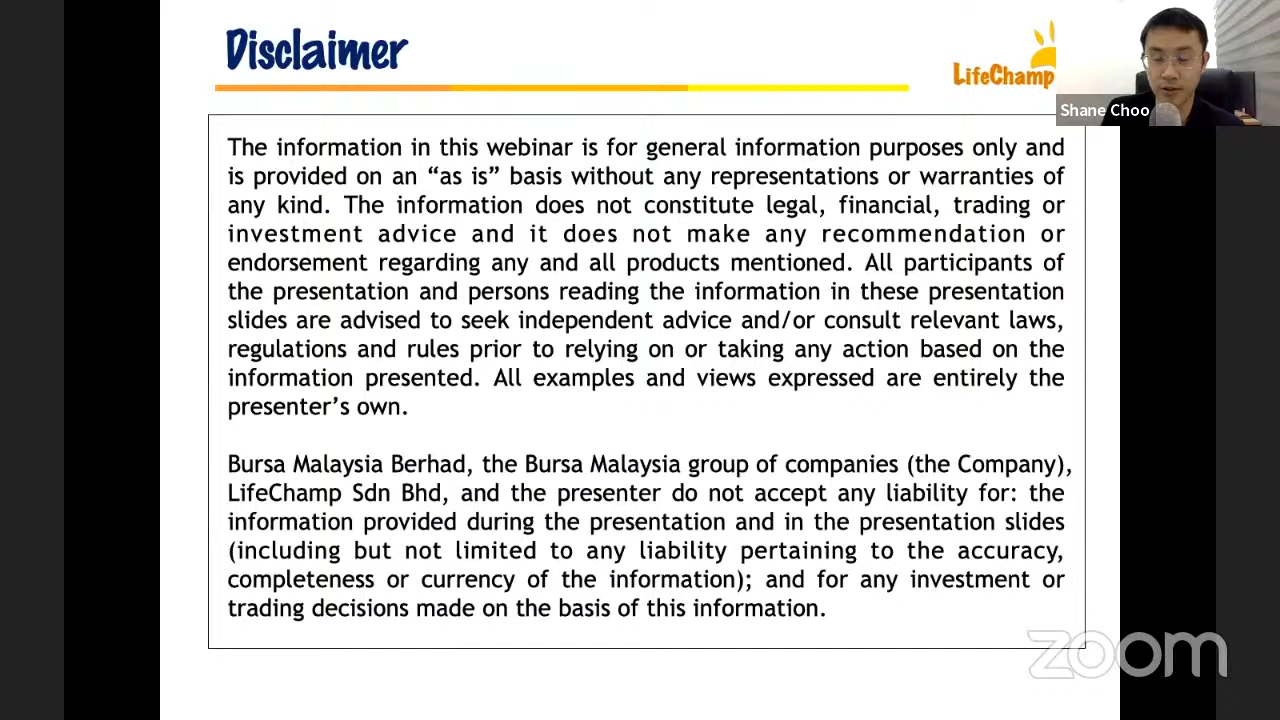 Disclaimer
LifeChamp
Shane Choo
The information in this webinar is for general information purposes only and
is provided on an “as is” basis without any representations or warranties of
any kind. The information does not constitute legal, financial, trading or
investment advice and it does not make any recommendation or
endorsement regarding any and all products mentioned. All participants of
the presentation and persons reading the information in these presentation
slides are advised to seek independent advice and/or consult relevant laws,
regulations and rules prior to relying on or taking any action based on the
information presented. All examples and views expressed are entirely the
presenter’s own.
Bursa Malaysia Berhad, the Bursa Malaysia group of companies (the Company),
LifeChamp Sdn Bhd, and the presenter do not accept any liability for: the
information provided during the presentation and in the presentation slides
(including but not limited to any liability pertaining to the accuracy,
completeness or currency of the information); and for any investment or
trading decisions made on the basis of this information.
zoom